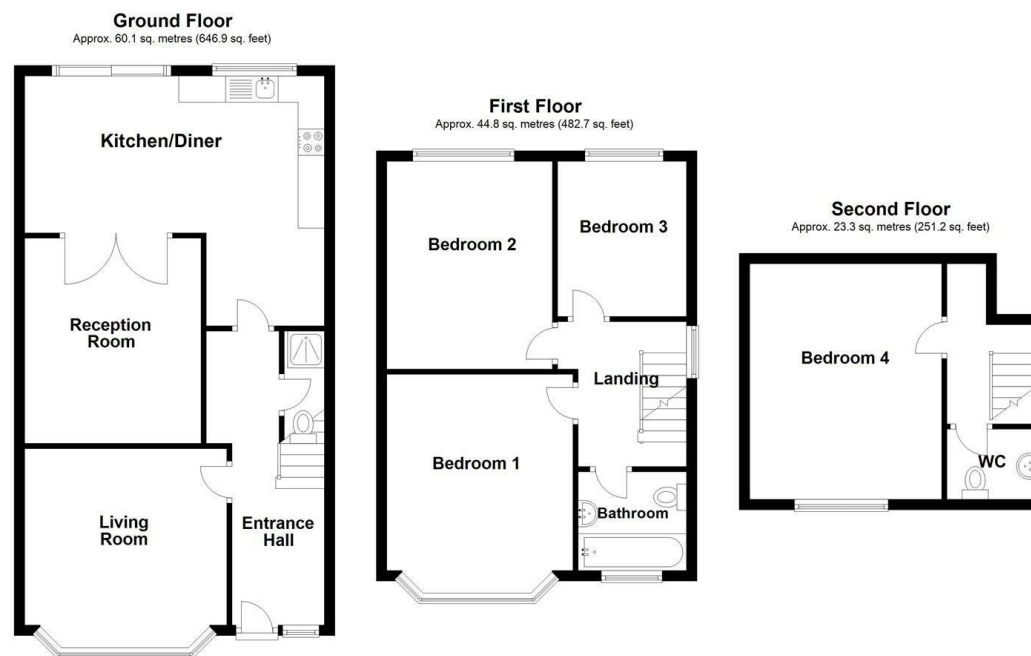 Ground Floor
Approx. 60.1 sq. metres (646.9 sq. feet)
Kitchen/Diner
Reception
Room
Living
Room
Entrance
Hall
First Floor
Approx. 44.8 sq. metres (482.7 sq. feet)
Bedroom 2
Bedroom 3
Landing
Bedroom 1
Bathroom
Second Floor
Approx. 23.3 sq. metres (251.2 sq. feet)
Bedroom 4
WC